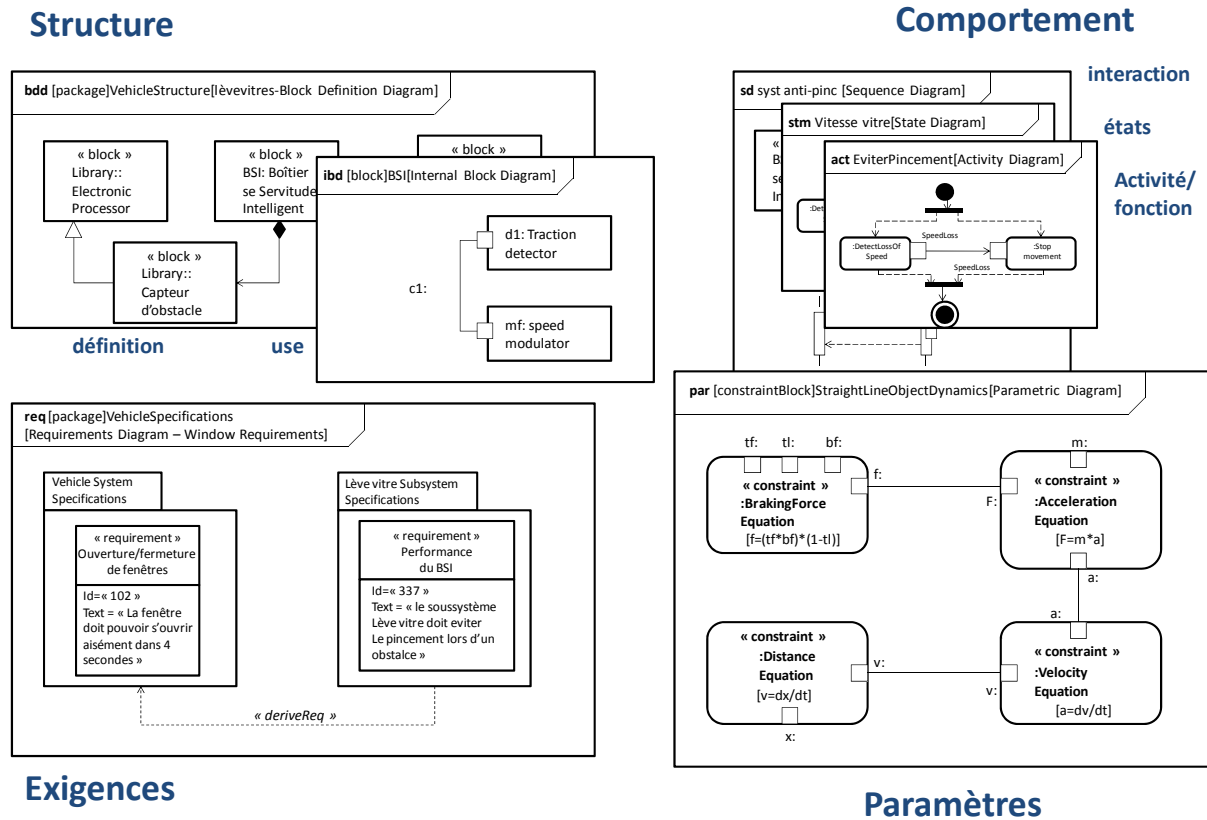 Structure
bdd [package]VehicleStructure[lèvevitres-Block Definition Diagram]
« block »
Library::
Electronic
Processor
« block »
BSI: Boîtier
se Servitude
Intelligent
« block »
« block »
Library::
Capteur
d'obstacle
définition
use
ibd [block]BSI[Internal Block Diagram]
d1: Traction
detector
c1:
mf: speed
modulator
Comportement
interaction
états
Activité/
fonction
sd syst anti-pinc [Sequence Diagram]
stm Vitesse vitre[State Diagram]
act EviterPincement[Activity Diagram]
SpeedLoss
:DetectLossOf
Speed
:Stop
movement
SpeedLoss
req [package]VehicleSpecifications
[Requirements Diagram – Window Requirements]
Vehicle System
Specifications
« requirement »
Ouverture/fermeture
de fenêtres
Id=« 102 »
Text = « La fenêtre
doit pouvoir s'ouvrir
aisément dans 4
secondes »
Lève vitre Subsystem
Specifications
« requirement »
Performance
du BSI
Id=« 337 »
Text = « le soussystème
Lève vitre doit eviter
Le pincement lors d'un
obstalce »
« deriveReq »
Exigences
par [constraintBlock]StraightLineObjectDynamics[Parametric Diagram]
tf: tl: bf:
f:
« constraint »
:BrakingForce
Equation
[f=(tf*bf)*(1-tl)]
m:
F:
« constraint »
:Acceleration
Equation
[F=m*a]
a:
a:
« constraint »
:Distance
Equation
[v=dx/dt]
v:
x:
v:
« constraint »
:Velocity
Equation
[a=dv/dt]
Paramètres